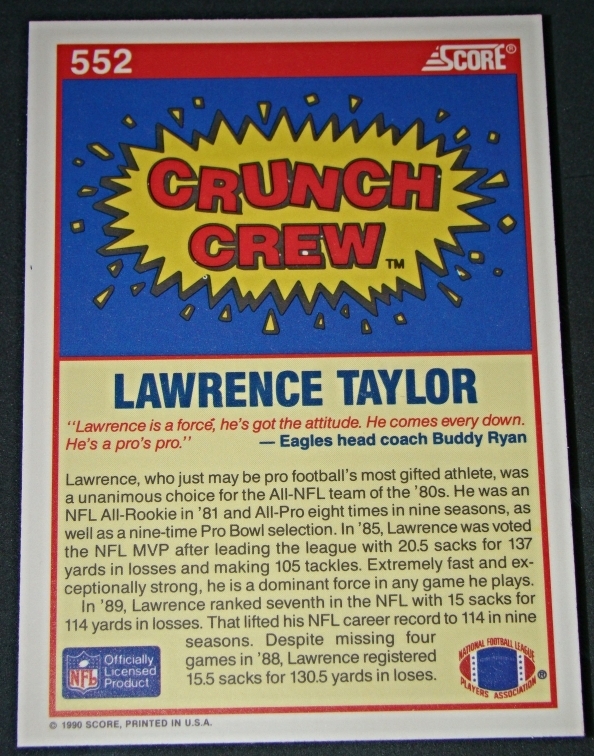 552
SCORE®
CRUNCH
CREW™
LAWRENCE TAYLOR
"Lawrence is a force, he's got the attitude. He comes every down.
He's a pro's pro."
— Eagles head coach Buddy Ryan
Lawrence, who just may be pro football's most gifted athlete, was
a unanimous choice for the All-NFL team of the '80s. He was an
NFL All-Rookie in '81 and All-Pro eight times in nine seasons, as
well as a nine-time Pro Bowl selection. In '85, Lawrence was voted
the NFL MVP after leading the league with 20.5 sacks for 137
yards in losses and making 105 tackles. Extremely fast and ex-
ceptionally strong, he is a dominant force in any game he plays.
In '89, Lawrence ranked seventh in the NFL with 15 sacks for
114 yards in losses. That lifted his NFL career record to 114 in nine
seasons. Despite missing four
games in '88, Lawrence registered
15.5 sacks for 130.5 yards in loses.
NFL
Officially
Licensed
Product
NATIONAL FOOTBALL LEAGUE
PLAYERS ASSOCIATION
®
© 1990 SCORE, PRINTED IN U.S.A.